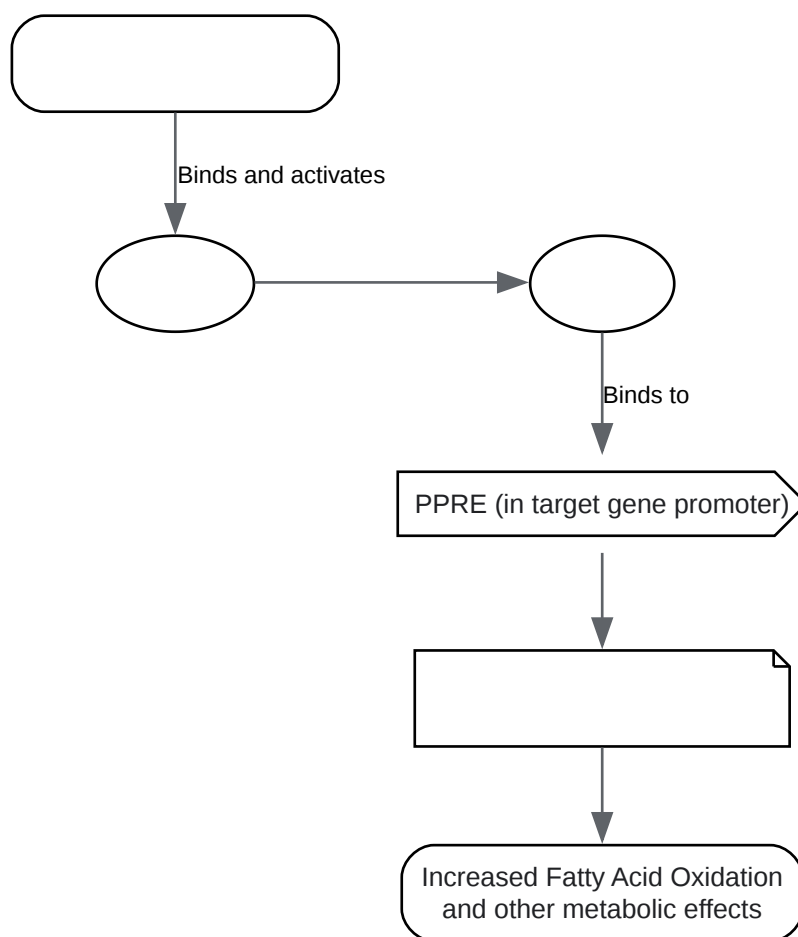 Binds and activates
Binds to
PPRE (in target gene promoter)
Increased Fatty Acid Oxidation
and other metabolic effects